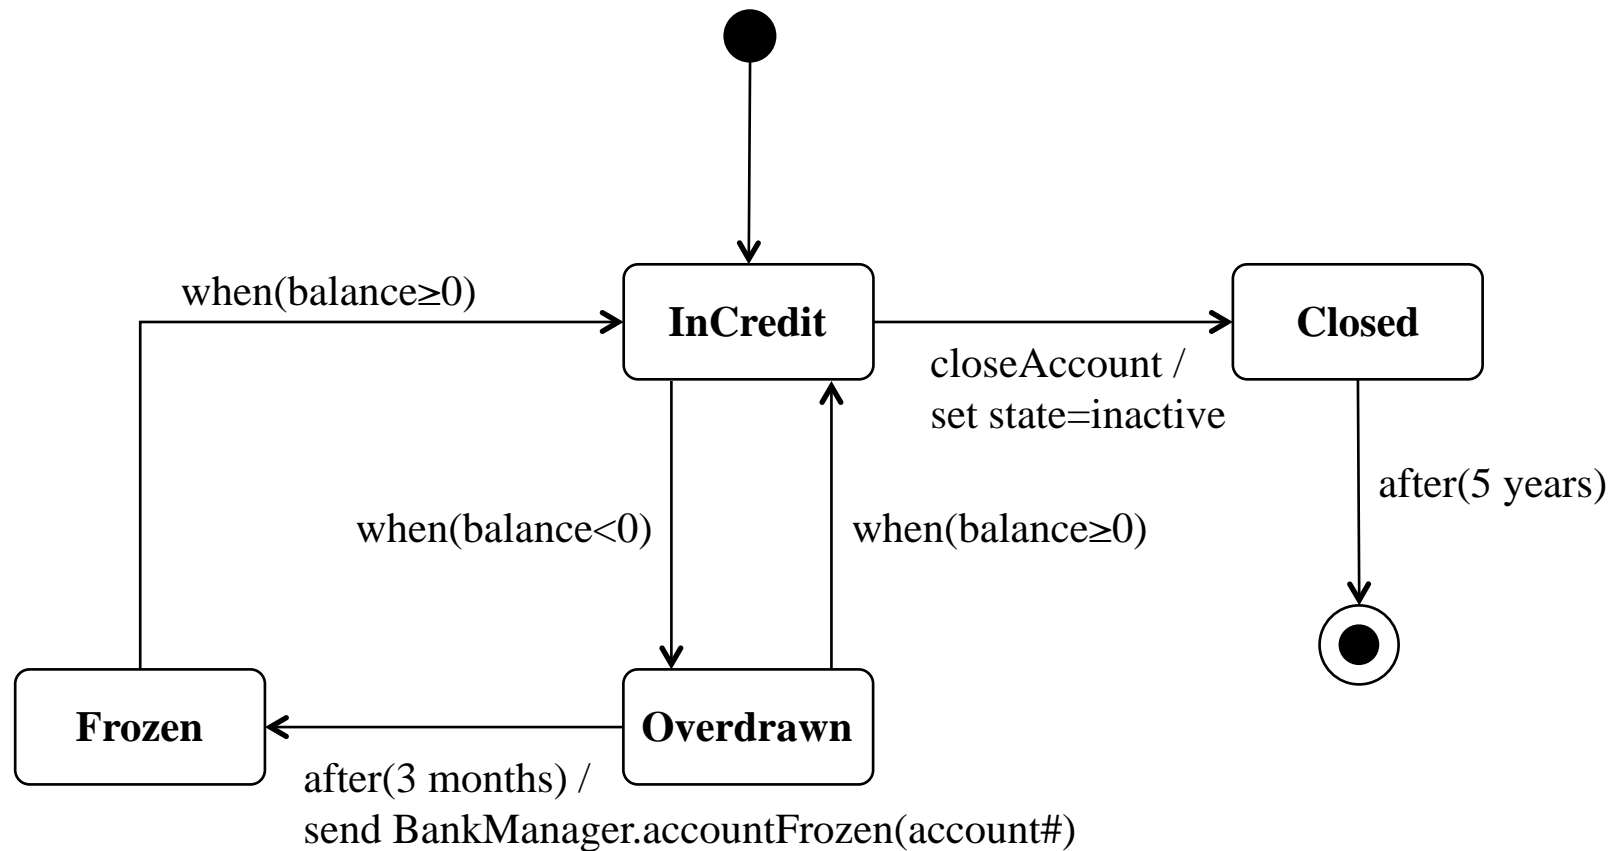 when(balance≥0)
InCredit
Closed
closeAccount /
set state=inactive
after(5 years)
when(balance<0)
when(balance≥0)
Frozen
Overdrawn
after(3 months) /
send BankManager.accountFrozen(account#)